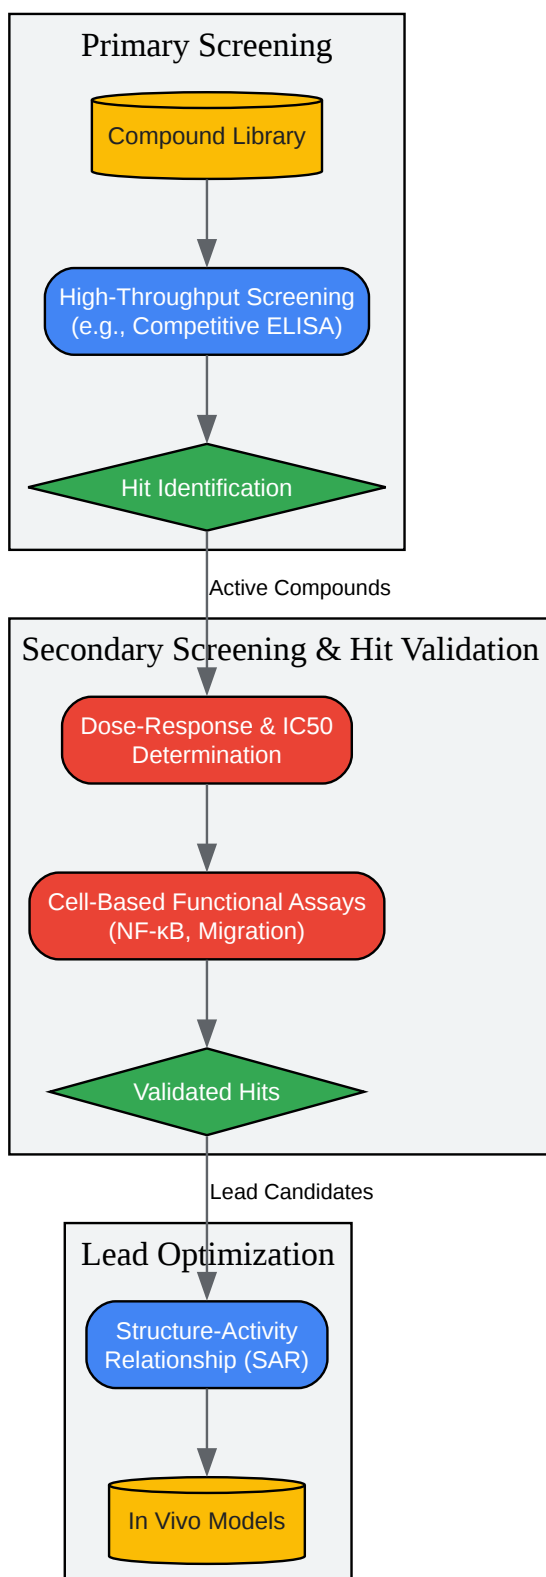 Primary Screening
Compound Library
High-Throughput Screening
(e.g., Competitive ELISA)
Hit Identification
Active Compounds
Secondary Screening & Hit Validation
Dose-Response & IC50
Determination
Cell-Based Functional Assays
(NF-κB, Migration)
Validated Hits
Lead Candidates
Lead Optimization
Structure-Activity
Relationship (SAR)
In Vivo Models